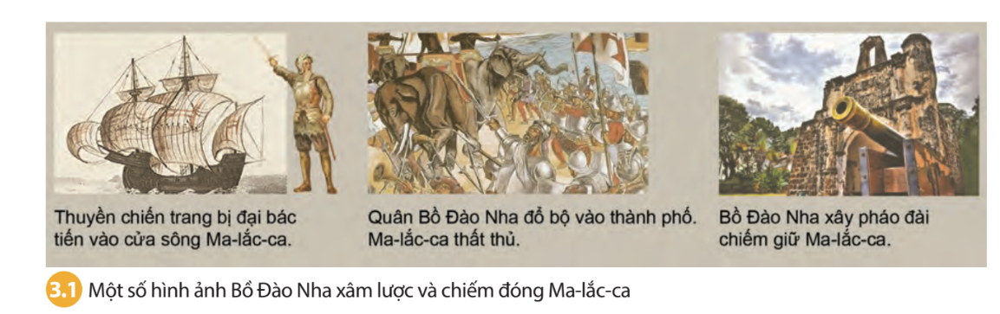 Thuyền chiến trang bị đại bác
tiến vào cửa sông Ma-lắc-ca.
Quân Bồ Đào Nha đổ bộ vào thành phố.
Ma-lắc-ca thất thủ.
Bồ Đào Nha xây pháo đài
chiếm giữ Ma-lắc-ca.
3.1 Một số hình ảnh Bồ Đào Nha xâm lược và chiếm đóng Ma-lắc-ca